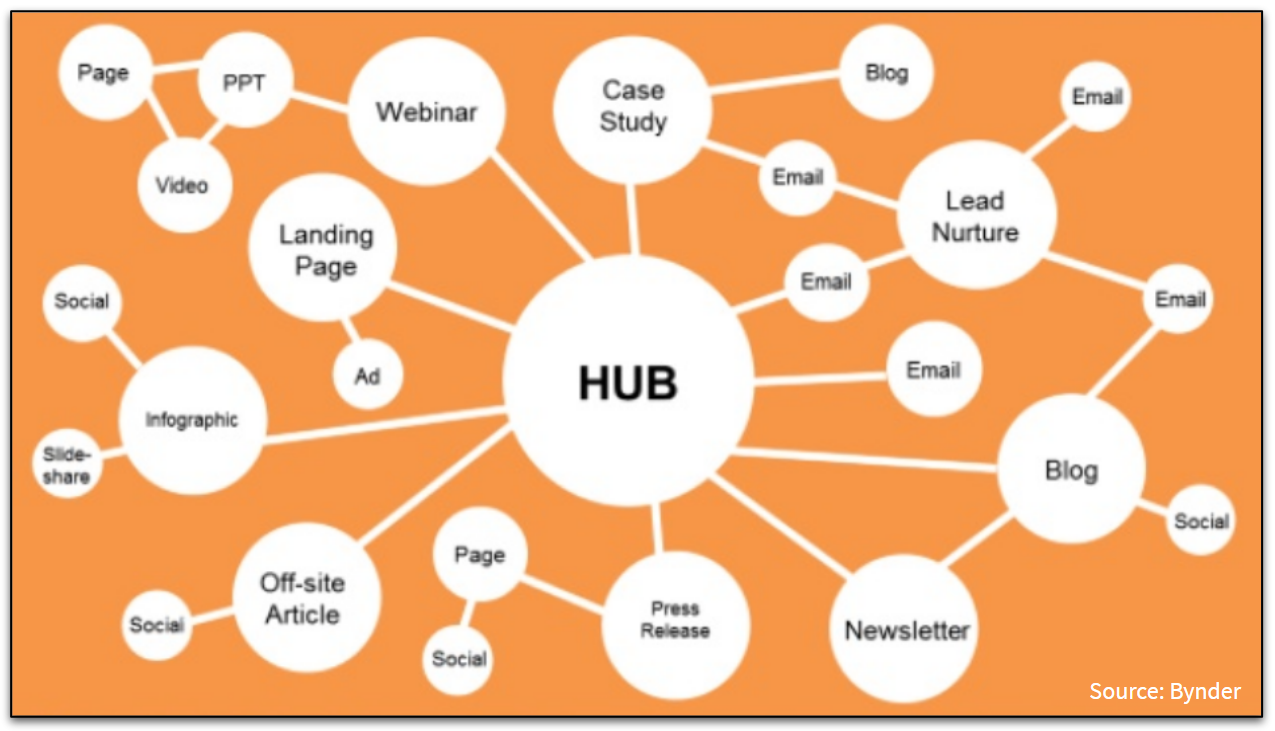 Page
PPT
Webinar
Case
Study
Blog
Email
Video
Email
Lead
Nurture
Landing
Page
Social
Email
Email
Ad
HUB
Email
Infographic
Slide-
share
Blog
Social
Page
Off-site
Article
Press
Release
Social
Newsletter
Social
Source: Bynder